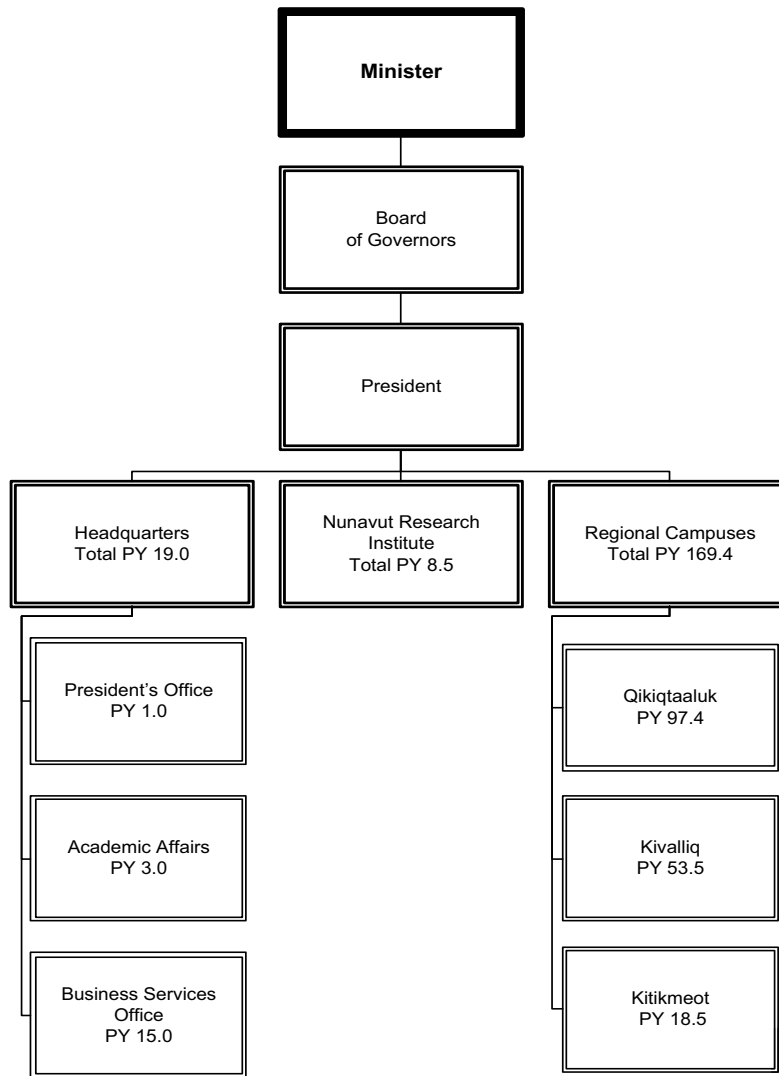 Minister
Board
of Governors
President
Headquarters
Total PY 19.0
Nunavut Research
Institute
Total PY 8.5
Regional Campuses
Total PY 169.4
President’s Office
PY 1.0
Academic Affairs
PY 3.0
Business Services
Office
PY 15.0
Qikiqtaaluk
PY 97.4
Kivalliq
PY 53.5
Kitikmeot
PY 18.5